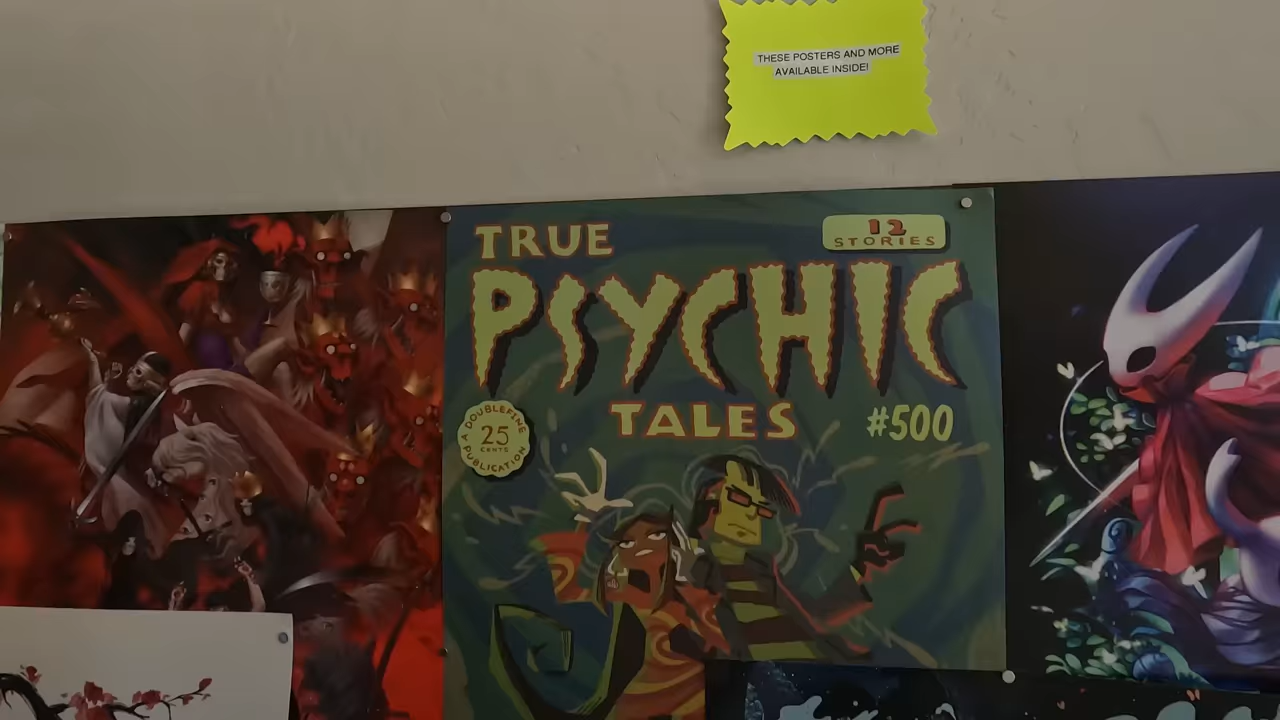 THESE POSTERS AND MORE
AVAILABLE INSIDE!
TRUE
12
STORIES
PSYCHIC
TALES
#500
A DOUBLEFINE
25
CENTS
PUBLICATION